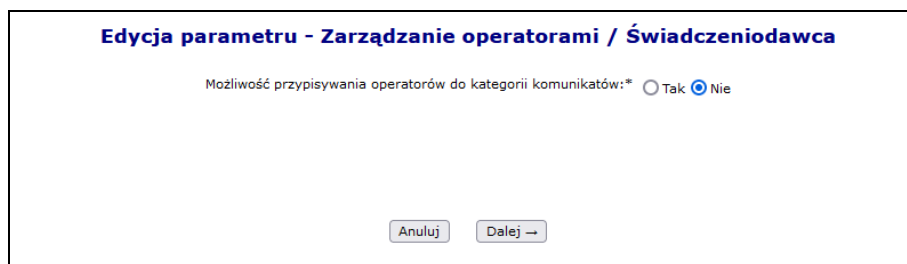 Edycja parametru - Zarządzanie operatorami / Świadczeniodawca
Możliwość przypisywania operatorów do kategorii komunikatów:* Tak Nie
Anuluj Dalej →